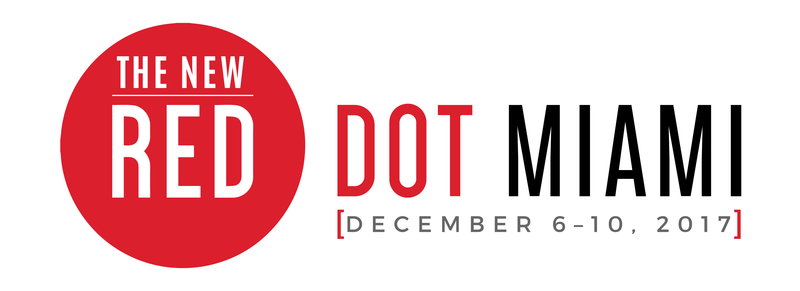 THE NEW
RED DOT MIAMI
[DECEMBER 6–10, 2017]